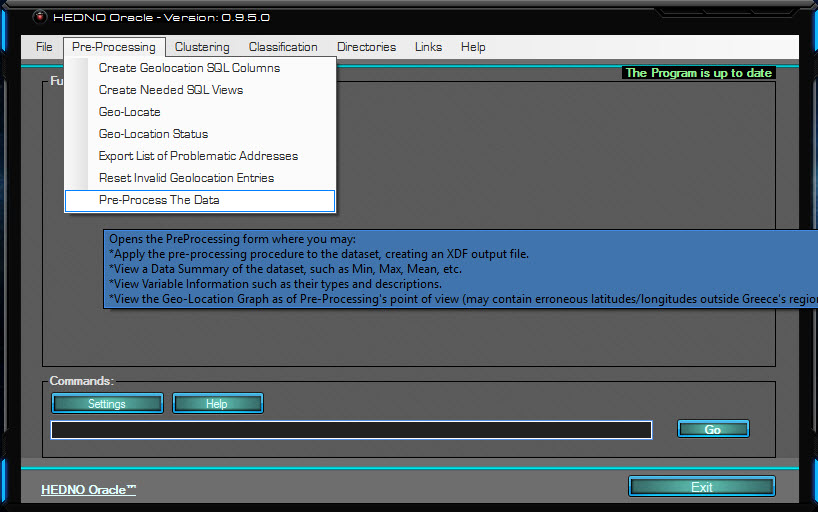 HEDNO Oracle - Version: 0.9.5.0
File Pre-Processing Clustering Classification Directories Links Help
The Program is up to date
Fu
Create Geolocation SQL Columns
Create Needed SQL Views
Geo-Locate
Geo-Location Status
Export List of Problematic Addresses
Reset Invalid Geolocation Entries
Pre-Process The Data
Opens the PreProcessing form where you may:
*Apply the pre-processing procedure to the dataset, creating an XDF output file.
*View a Data Summary of the dataset, such as Min, Max, Mean, etc.
*View Variable Information such as their types and descriptions.
*View the Geo-Location Graph as of Pre-Processing's point of view (may contain erroneous latitudes/longitudes outside Greece's regio
Commands:
Settings Help
Go
HEDNO Oracle™
Exit